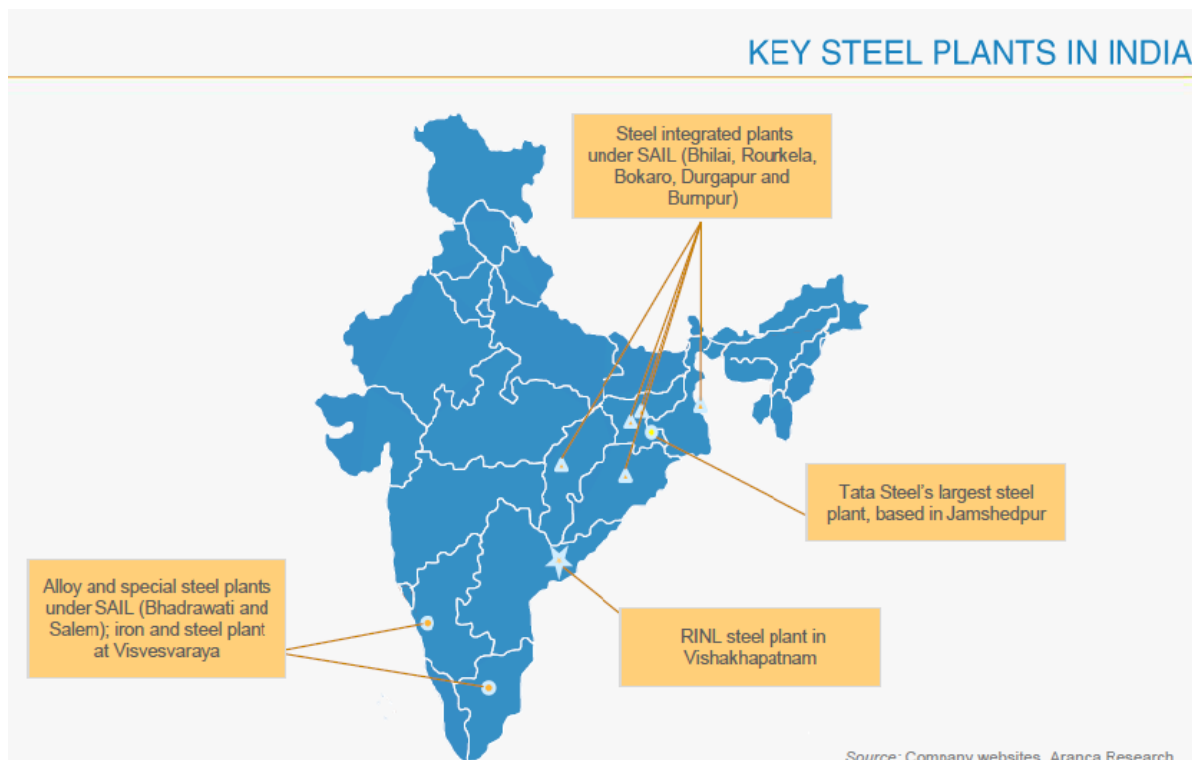 KEY STEEL PLANTS IN INDIA
Steel integrated plants
under SAIL (Bhilai, Rourkela,
Bokaro, Durgapur and
Burnpur)
Tata Steel's largest steel
plant, based in Jamshedpur
Alloy and special steel plants
under SAIL (Bhadrawati and
Salem); iron and steel plant
at Visvesvaraya
RINL steel plant in
Vishakhapatnam
Source: Company websites, Aranca Research